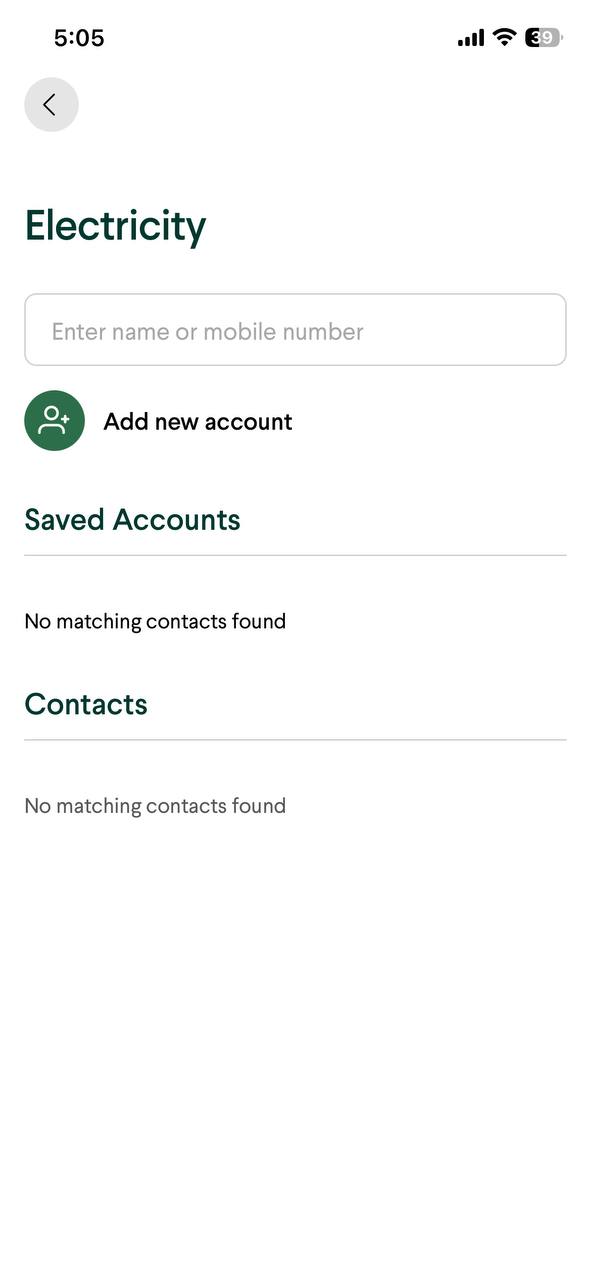 5:05
39
Electricity
Enter name or mobile number
Add new account
Saved Accounts
No matching contacts found
Contacts
No matching contacts found